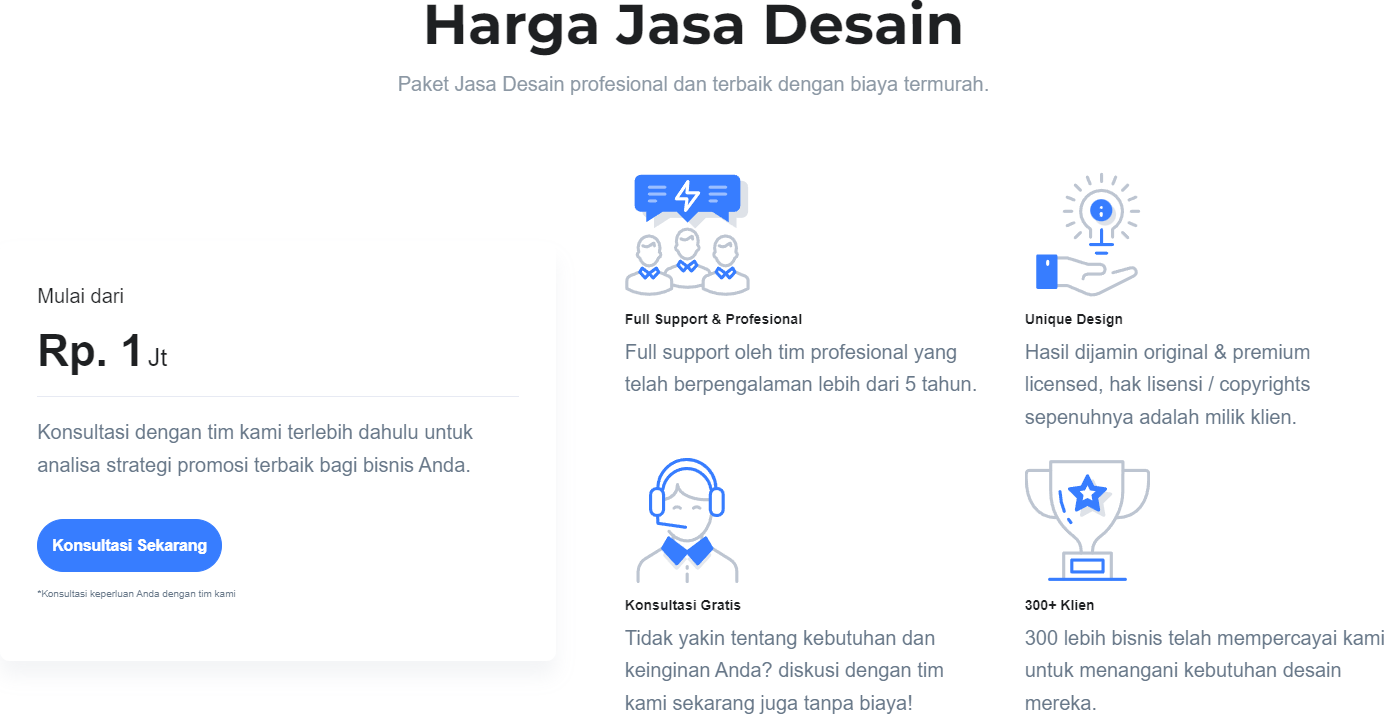 Harga Jasa Desain
Paket Jasa Desain profesional dan terbaik dengan biaya termurah.
Mulai dari
Rp. 1 Jt
Konsultasi dengan tim kami terlebih dahulu untuk
analisa strategi promosi terbaik bagi bisnis Anda.
Konsultasi Sekarang
*Konsultasi keperluan Anda dengan tim kami
Full Support & Profesional
Full support oleh tim profesional yang
telah berpengalaman lebih dari 5 tahun.
Unique Design
Hasil dijamin original & premium
licensed, hak lisensi / copyrights
sepenuhnya adalah milik klien.
Konsultasi Gratis
Tidak yakin tentang kebutuhan dan
keinginan Anda? diskusi dengan tim
kami sekarang juga tanpa biaya!
300+ Klien
300 lebih bisnis telah mempercayai kami
untuk menangani kebutuhan desain
mereka.